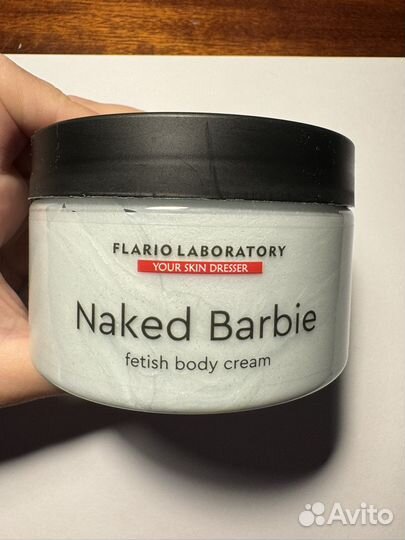 FLARIO LABORATORY
YOUR SKIN DRESSER
Naked Barbie
fetish body cream
Avito